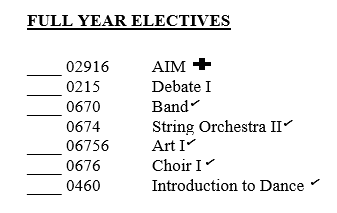 FULL YEAR ELECTIVES
____ 02916 AIM ✚
____ 0215 Debate I
____ 0670 Band✓
____ 0674 String Orchestra II✓
____ 06756 Art I✓
____ 0676 Choir I✓
____ 0460 Introduction to Dance ✓